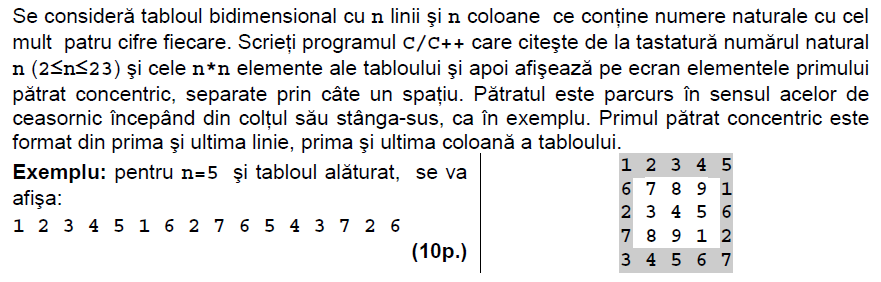 Se consideră tabloul bidimensional cu n linii şi n coloane ce conţine numere naturale cu cel
mult patru cifre fiecare. Scrieţi programul C/C++ care citeşte de la tastatură numărul natural
n (2≤n≤23) şi cele n*n elemente ale tabloului şi apoi afişează pe ecran elementele primului
pătrat concentric, separate prin câte un spaţiu. Pătratul este parcurs în sensul acelor de
ceasornic începând din colţul său stânga-sus, ca în exemplu. Primul pătrat concentric este
format din prima şi ultima linie, prima şi ultima coloană a tabloului.
Exemplu: pentru n=5 şi tabloul alăturat, se va
afişa:
1 2 3 4 5 1 6 2 7 6 5 4 3 7 2 6
(10p.)
1 2 3 4 5
6 7 8 9 1
2 3 4 5 6
7 8 9 1 2
3 4 5 6 7